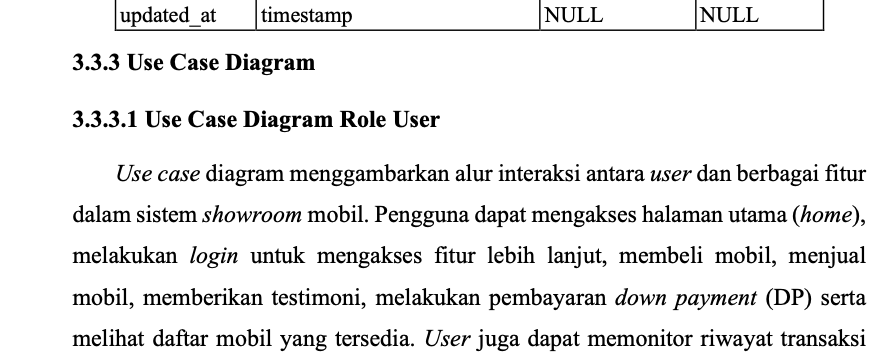 updated_at timestamp NULL NULL
3.3.3 Use Case Diagram
3.3.3.1 Use Case Diagram Role User
Use case diagram menggambarkan alur interaksi antara user dan berbagai fitur
dalam sistem showroom mobil. Pengguna dapat mengakses halaman utama (home),
melakukan login untuk mengakses fitur lebih lanjut, membeli mobil, menjual
mobil, memberikan testimoni, melakukan pembayaran down payment (DP) serta
melihat daftar mobil yang tersedia. User juga dapat memonitor riwayat transaksi